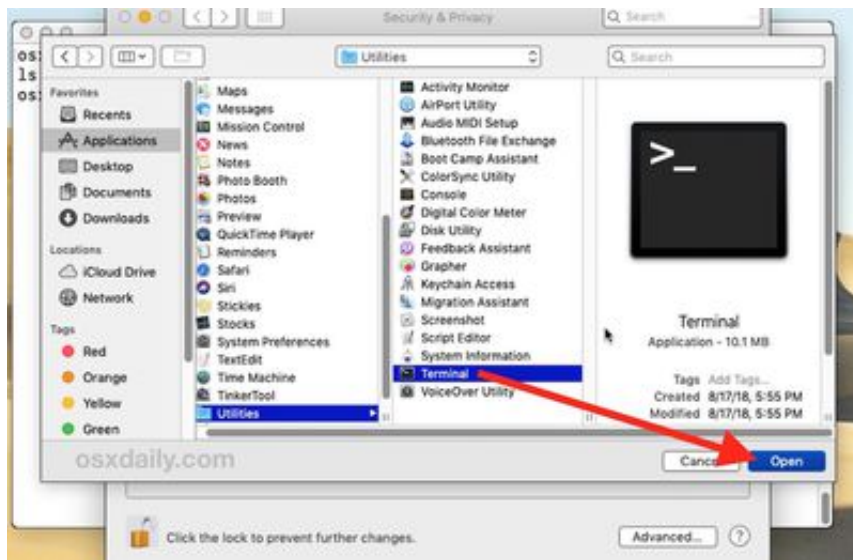 Security & Privacy
Search
os
ls
os
Utilities
Search
Favorites
Recents
Applications
Desktop
Documents
Downloads
Locations
iCloud Drive
Network
Tags
Red
Orange
Yellow
Green
Maps
Messages
Mission Control
News
Notes
Photo Booth
Photos
Preview
QuickTime Player
Reminders
Safari
Siri
Stickies
Stocks
System Preferences
TextEdit
Time Machine
TinkerTool
Utilities
Activity Monitor
AirPort Utility
Audio MIDI Setup
Bluetooth File Exchange
Boot Camp Assistant
ColorSync Utility
Console
Digital Color Meter
Disk Utility
Feedback Assistant
Grapher
Keychain Access
Migration Assistant
Screenshot
Script Editor
System Information
Terminal
VoiceOver Utility
>_
Terminal
Application - 10.1 MB
Tags Add Tags...
Created 8/17/18, 5:55 PM
Modified 8/17/18, 5:55 PM
osxdaily.com
Cance
Open
Click the lock to prevent further changes.
Advanced...
?